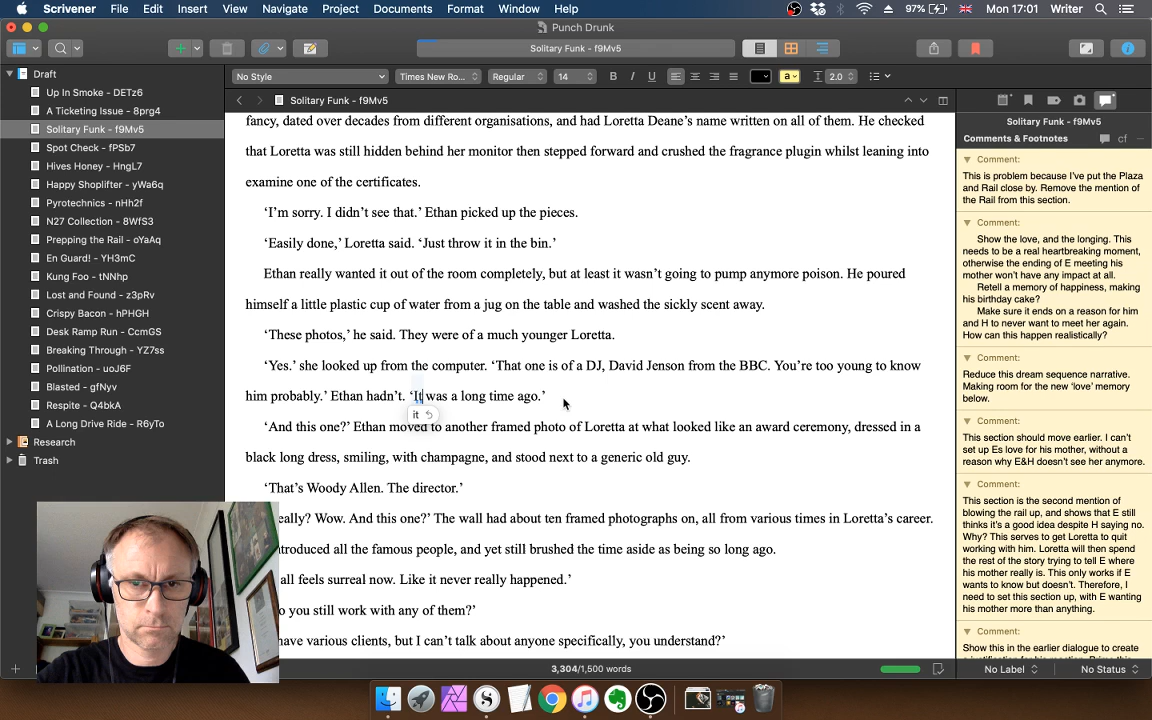 Scrivener File Edit Insert View Navigate Project Documents Format Window Help 97% Mon 17:01 Writer
Punch Drunk
Solitary Funk - f9Mv5
No Style Times New Ro... Regular 14 B I U a 2.0
Draft
Up In Smoke - DETz6
A Ticketing Issue - 8prg4
Solitary Funk - f9Mv5
Spot Check - fPSb7
Hives Honey - HngL7
Happy Shoplifter - yWa6q
Pyrotechnics - nHh2f
N27 Collection - 8WfS3
Prepping the Rail - oYaAq
En Guard! - YH3mC
Kung Foo - tNNhp
Lost and Found - z3pRv
Crispy Bacon - hPHGH
Desk Ramp Run - CcmGS
Breaking Through - YZ7ss
Pollination - uoJ6F
Blasted - gfNyv
Respite - Q4bkA
A Long Drive Ride - R6yTo
Research
Trash
Solitary Funk - f9Mv5
fancy, dated over decades from different organisations, and had Loretta Deane’s name written on all of them. He checked
that Loretta was still hidden behind her monitor then stepped forward and crushed the fragrance plugin whilst leaning into
examine one of the certificates.
‘I’m sorry. I didn’t see that.’ Ethan picked up the pieces.
‘Easily done,’ Loretta said. ‘Just throw it in the bin.’
Ethan really wanted it out of the room completely, but at least it wasn’t going to pump anymore poison. He poured
himself a little plastic cup of water from a jug on the table and washed the sickly scent away.
‘These photos,’ he said. They were of a much younger Loretta.
‘Yes.’ she looked up from the computer. ‘That one is of a DJ, David Jenson from the BBC. You’re too young to know
him probably.’ Ethan hadn’t. ‘It was a long time ago.’
it
‘And this one?’ Ethan moved to another framed photo of Loretta at what looked like an award ceremony, dressed in a
black long dress, smiling, with champagne, and stood next to a generic old guy.
‘That’s Woody Allen. The director.’
eally? Wow. And this one?’ The wall had about ten framed photographs on, all from various times in Loretta’s career.
troduced all the famous people, and yet still brushed the time aside as being so long ago.
all feels surreal now. Like it never really happened.’
o you still work with any of them?’
have various clients, but I can’t talk about anyone specifically, you understand?’
3,304/1,500 words
Solitary Funk - f9Mv5
Comments & Footnotes cf
Comment:
This is problem because I’ve put the Plaza
and Rail close by. Remove the mention of
the Rail from this section.
Comment:
Show the love, and the longing. This
needs to be a real heartbreaking moment,
otherwise the ending of E meeting his
mother won’t have any impact at all.
Retell a memory of happiness, making
his birthday cake?
Make sure it ends on a reason for him
and H to never want to meet her again.
How can this happen realistically?
Comment:
Reduce this dream sequence narrative.
Making room for the new ‘love’ memory
below.
Comment:
This section should move earlier. I can’t
set up Es love for his mother, without a
reason why E&H doesn’t see her anymore.
Comment:
This section is the second mention of
blowing the rail up, and shows that E still
thinks it’s a good idea despite H saying no.
Why? This serves to get Loretta to quit
working with him. Loretta will then spend
the rest of the story trying to tell E where
his mother really is. This only works if E
wants to know but doesn’t. Therefore, I
need to set this section up, with E wanting
his mother more than anything.
Comment:
Show this in the earlier dialogue to create
No Label No Status